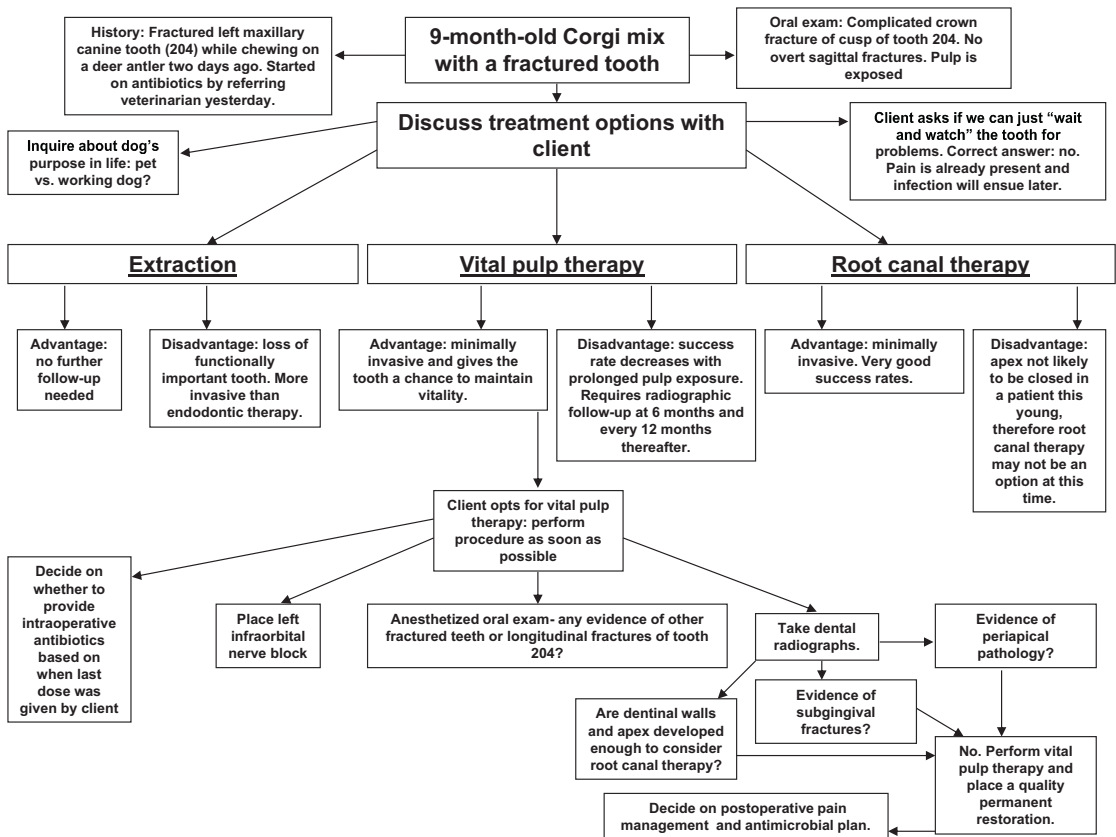 History: Fractured left maxillary
canine tooth (204) while chewing on
a deer antler two days ago. Started
on antibiotics by referring
veterinarian yesterday.
9-month-old Corgi mix
with a fractured tooth
Oral exam: Complicated crown
fracture of cusp of tooth 204. No
overt sagittal fractures. Pulp is
exposed
Inquire about dog's
purpose in life: pet
vs. working dog?
Discuss treatment options with
client
Client asks if we can just “wait
and watch” the tooth for
problems. Correct answer: no.
Pain is already present and
infection will ensue later.
Extraction
Vital pulp therapy
Root canal therapy
Advantage:
no further
follow-up
needed
Disadvantage: loss of
functionally
important tooth. More
invasive than
endodontic therapy.
Advantage: minimally
invasive and gives the
tooth a chance to maintain
vitality.
Disadvantage: success
rate decreases with
prolonged pulp exposure.
Requires radiographic
follow-up at 6 months and
every 12 months
thereafter.
Advantage: minimally
invasive. Very good
success rates.
Disadvantage:
apex not likely
to be closed in
a patient this
young,
therefore root
canal therapy
may not be an
option at this
time.
Client opts for vital pulp
therapy: perform
procedure as soon as
possible
Decide on
whether to
provide
intraoperative
antibiotics
based on
when last
dose was
given by client
Place left
infraorbital
nerve block
Anesthetized oral exam- any evidence of other
fractured teeth or longitudinal fractures of tooth
204?
Take dental
radiographs.
Evidence of
periapical
pathology?
Are dentinal walls
and apex developed
enough to consider
root canal therapy?
Evidence of
subgingival
fractures?
No. Perform vital
pulp therapy and
place a quality
permanent
restoration.
Decide on postoperative pain
management and antimicrobial plan.